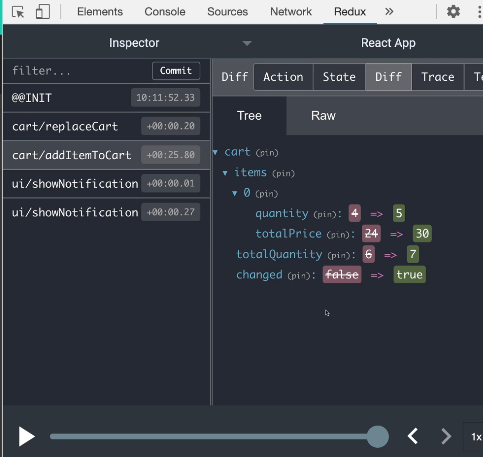 Elements Console Sources Network Redux »
Inspector React App
filter... Commit
@@INIT 10:11:52.33
cart/replaceCart +00:00.20
cart/addItemToCart +00:25.80
ui/showNotification +00:00.01
ui/showNotification +00:00.27
Diff Action State Diff Trace Te
Tree Raw
cart (pin)
items (pin)
0 (pin)
quantity (pin): 4 => 5
totalPrice (pin): 24 => 30
totalQuantity (pin): 6 => 7
changed (pin): false => true
1x